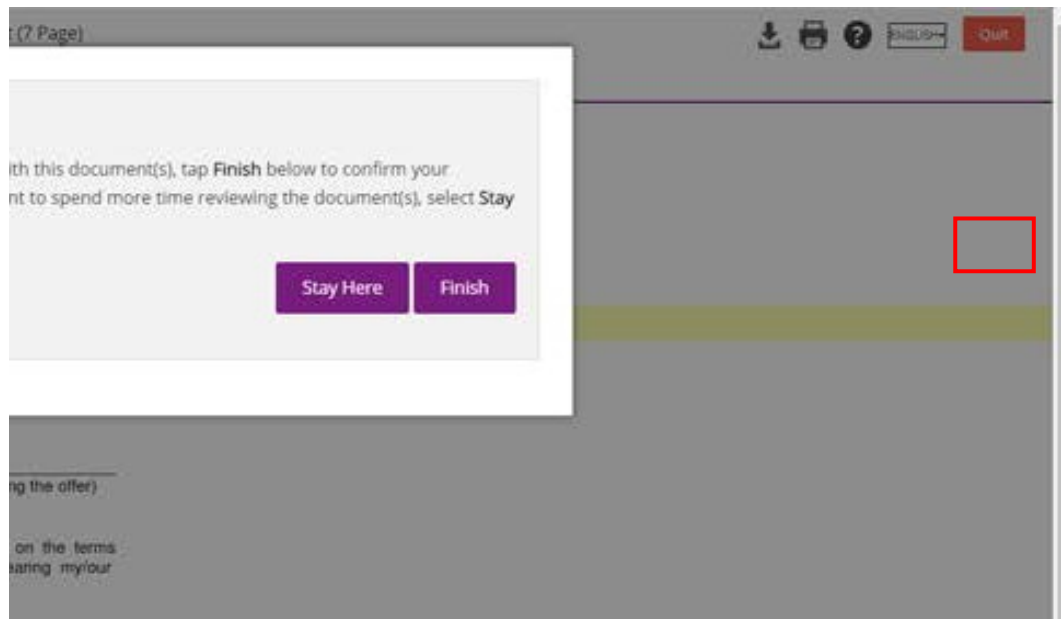 t (7 Page)
ENGLISH
Quit
ith this document(s), tap Finish below to confirm your
nt to spend more time reviewing the document(s), select Stay
Stay Here
Finish
ng the offer)
on the terms
earing my/our